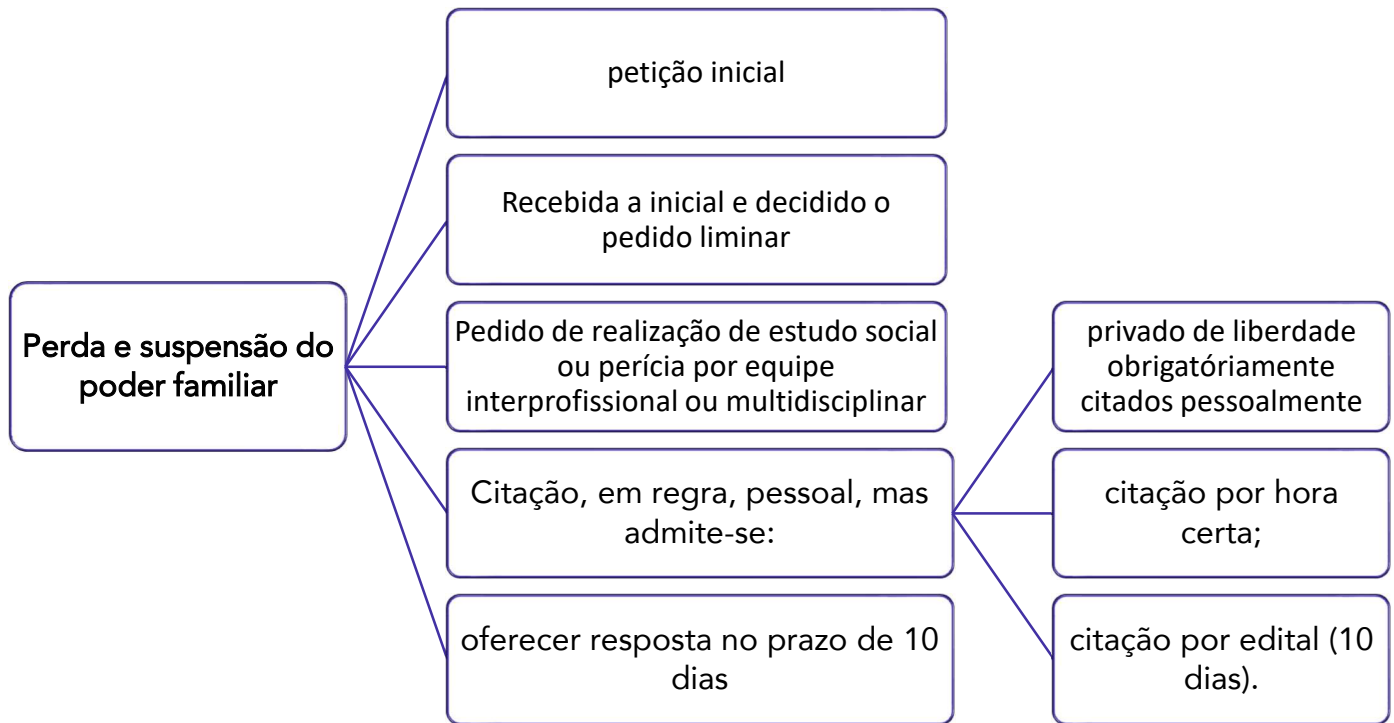 Perda e suspensão do
poder familiar
petição inicial
Recebida a inicial e decidido o
pedido liminar
Pedido de realização de estudo social
ou perícia por equipe
interprofissional ou multidisciplinar
Citação, em regra, pessoal, mas
admite-se:
privado de liberdade
obrigatóriamente
citados pessoalmente
citação por hora
certa;
citação por edital (10
dias).
oferecer resposta no prazo de 10
dias